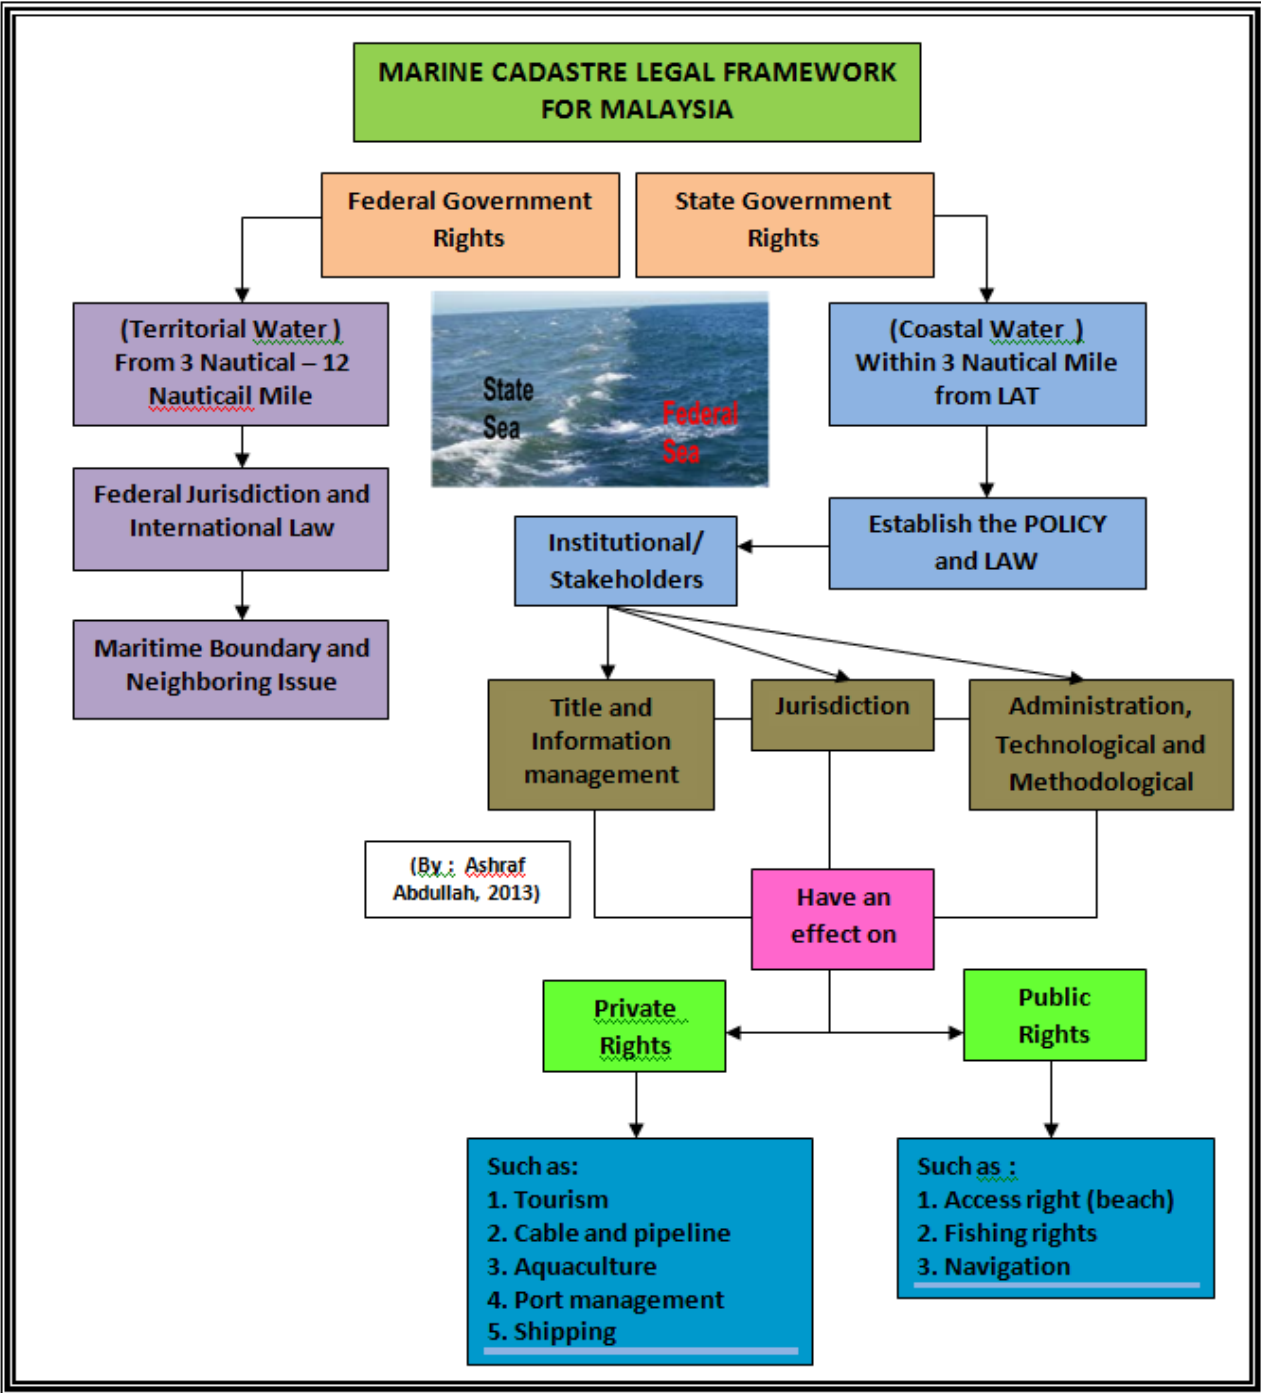 MARINE CADASTRE LEGAL FRAMEWORK
FOR MALAYSIA
Federal Government
Rights
State Government
Rights
(Territorial Water )
From 3 Nautical – 12
Nauticail Mile
State
Sea
Federal
Sea
(Coastal Water )
Within 3 Nautical Mile
from LAT
Federal Jurisdiction and
International Law
Institutional/
Stakeholders
Establish the POLICY
and LAW
Maritime Boundary and
Neighboring Issue
Title and
Information
management
Jurisdiction
Administration,
Technological and
Methodological
(By : Ashraf
Abdullah, 2013)
Have an
effect on
Private
Rights
Public
Rights
Such as:
1. Tourism
2. Cable and pipeline
3. Aquaculture
4. Port management
5. Shipping
Such as :
1. Access right (beach)
2. Fishing rights
3. Navigation